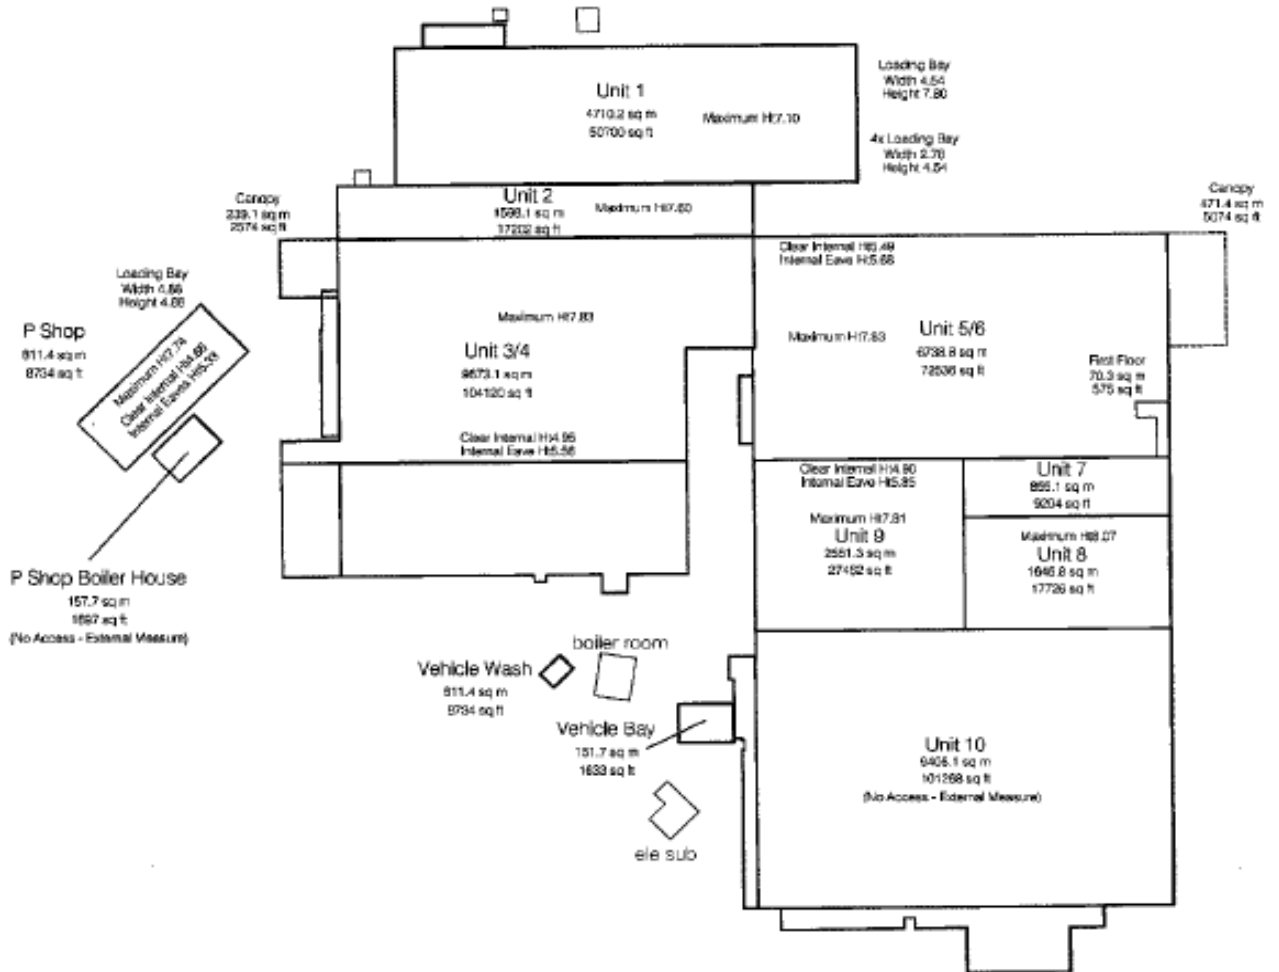 Unit 1
4710.2 sq m
50700 sq ft
Maximum Ht7.10
Loading Bay
Width 4.54
Height 7.80
4x Loading Bay
Width 2.78
Height 4.54
Unit 2
1598.1 sq m
17202 sq ft
Maximum Ht7.60
Canopy
239.1 sq m
2574 sq ft
Canopy
471.4 sq m
5074 sq ft
Loading Bay
Width 4.88
Height 4.88
P Shop
811.4 sq m
8734 sq ft
Maximum Ht7.74
Clear Internal Ht4.66
Internal Eaves Ht5.33
Maximum Ht7.83
Unit 3/4
9673.1 sq m
104120 sq ft
Clear Internal Ht4.95
Internal Eave Ht5.56
Clear Internal Ht5.49
Internal Eave Ht5.68
Maximum Ht7.83
Unit 5/6
6738.8 sq m
72536 sq ft
First Floor
70.3 sq m
575 sq ft
Clear Internal Ht4.90
Internal Eave Ht5.85
Maximum Ht7.81
Unit 9
2551.3 sq m
27462 sq ft
Unit 7
855.1 sq m
9204 sq ft
Maximum Ht8.07
Unit 8
1646.8 sq m
17726 sq ft
P Shop Boiler House
157.7 sq m
1697 sq ft
(No Access - External Measure)
boiler room
Vehicle Wash
811.4 sq m
8734 sq ft
Vehicle Bay
151.7 sq m
1633 sq ft
ele sub
Unit 10
9408.1 sq m
101268 sq ft
(No Access - External Measure)